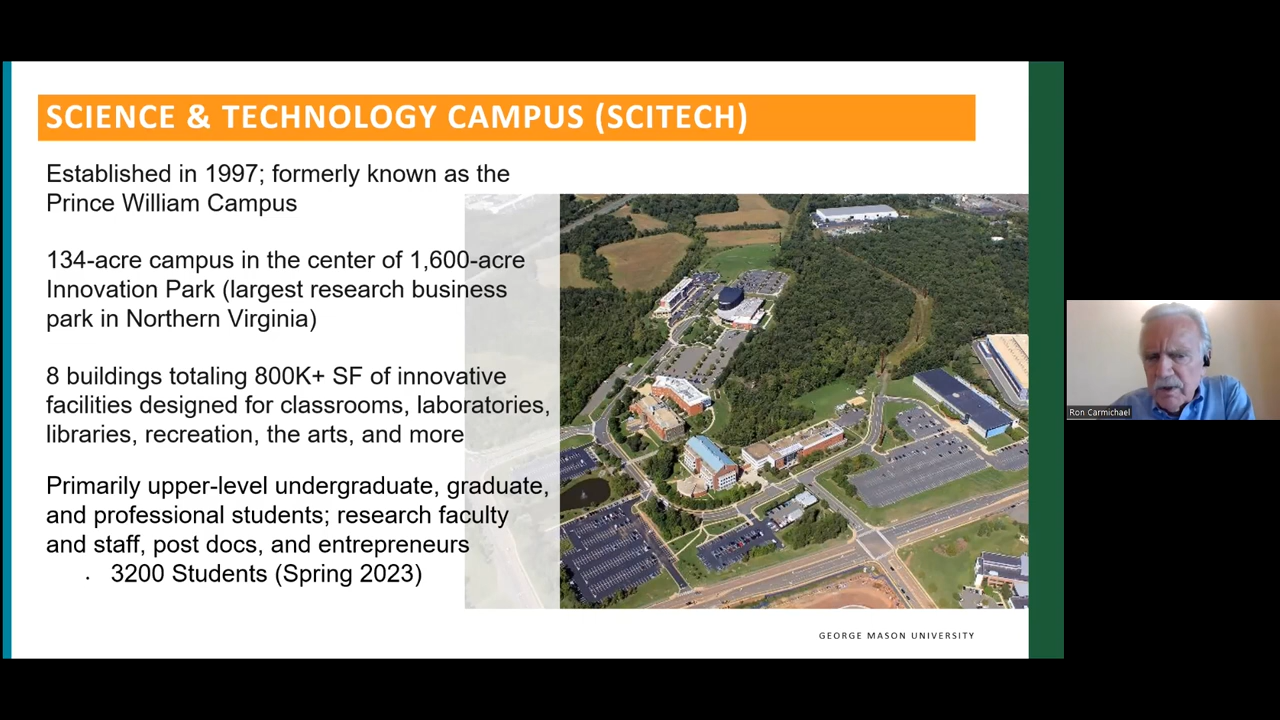 SCIENCE & TECHNOLOGY CAMPUS (SCITECH)
Established in 1997; formerly known as the
Prince William Campus
134-acre campus in the center of 1,600-acre
Innovation Park (largest research business
park in Northern Virginia)
8 buildings totaling 800K+ SF of innovative
facilities designed for classrooms, laboratories,
libraries, recreation, the arts, and more
Primarily upper-level undergraduate, graduate,
and professional students; research faculty
and staff, post docs, and entrepreneurs
· 3200 Students (Spring 2023)
GEORGE MASON UNIVERSITY
Ron Carmichael